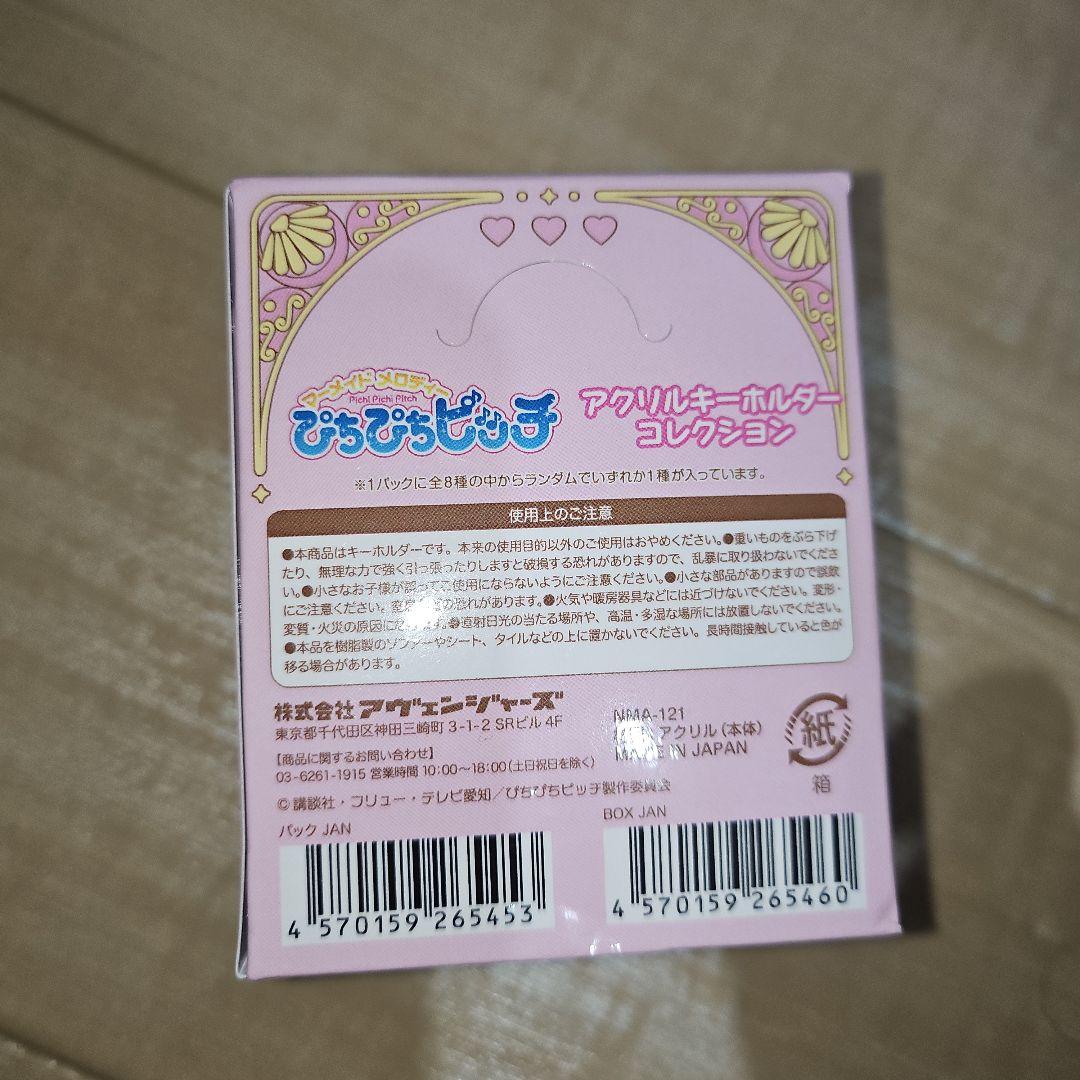 マーメイド メロディー
Pichi Pichi Pitch
ぴちぴちピッチ
アクリルキーホルダー
コレクション
※1パックに全8種の中からランダムでいずれか1種が入っています。
使用上のご注意
●本商品はキーホルダーです。本来の使用目的以外のご使用はおやめください。●重いものをぶら下げ
たり、無理な力で強く引っ張ったりしますと破損する恐れがありますので、乱暴に取り扱わないでくださ
い。●小さなお子様が誤ってご使用にならないようにご注意ください。●小さな部品がありますので誤飲
にご注意ください。窒息の恐れがあります。●火気や暖房器具などには近づけないでください。変形・
変質・火災の原因に●直射日光の当たる場所や、高温・多湿な場所には放置しないでください。
●本品を樹脂製のソファーやシート、タイルなどの上に置かないでください。長時間接触していると色が
移る場合があります。
株式会社アヴェンジャーズ
東京都千代田区神田三崎町 3-1-2 SRビル 4F
【商品に関するお問い合わせ】
03-6261-1915 営業時間 10:00〜18:00(土日祝日を除く)
©講談社・フリュー・テレビ愛知/ぴちぴちピッチ製作委員会
NMA-121
アクリル(本体)
MADE IN JAPAN
紙
箱
パック JAN
4 570159 265453
BOX JAN
4 570159 265460